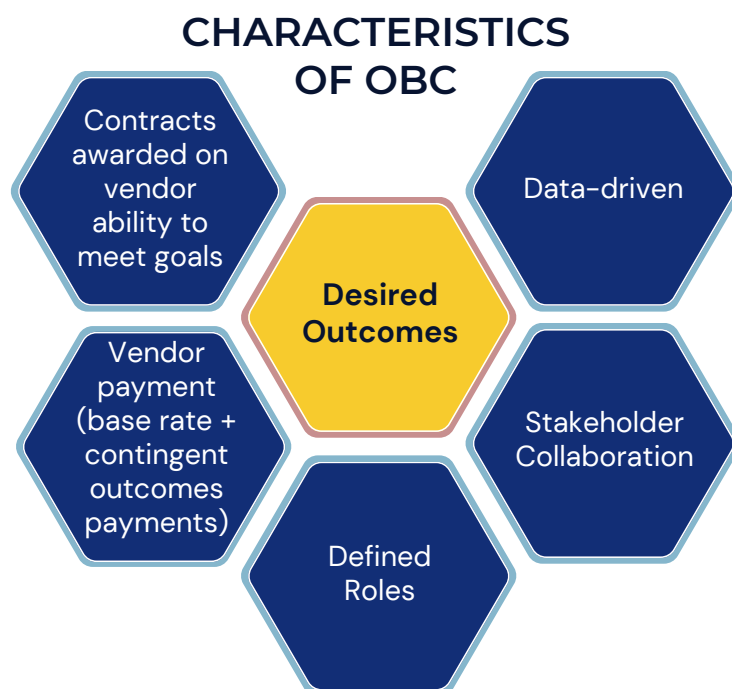 CHARACTERISTICS
OF OBC
Contracts
awarded on
vendor
ability to
meet goals
Data-driven
Desired
Outcomes
Vendor
payment
(base rate +
contingent
outcomes
payments)
Stakeholder
Collaboration
Defined
Roles